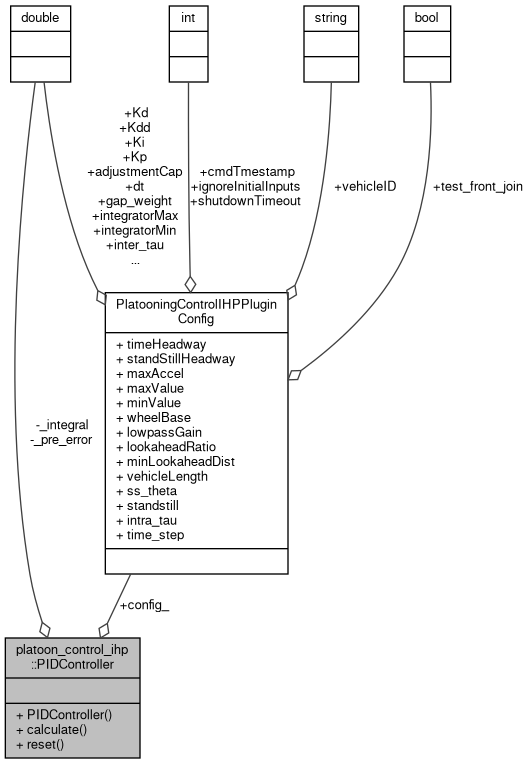 double
int
string
bool
+Kd
+Kdd
+Ki
+Kp
+adjustmentCap
+dt
+gap_weight
+integratorMax
+integratorMin
+inter_tau
...
+cmdTmestamp
+ignoreInitialInputs
+shutdownTimeout
+vehicleID
+test_front_join
PlatooningControlIHPPlugin
Config
+ timeHeadway
+ standStillHeadway
+ maxAccel
+ maxValue
+ minValue
+ wheelBase
+ lowpassGain
+ lookaheadRatio
+ minLookaheadDist
+ vehicleLength
+ ss_theta
+ standstill
+ intra_tau
+ time_step
-_integral
-_pre_error
+config_
platoon_control_ihp
::PIDController
+ PIDController()
+ calculate()
+ reset()